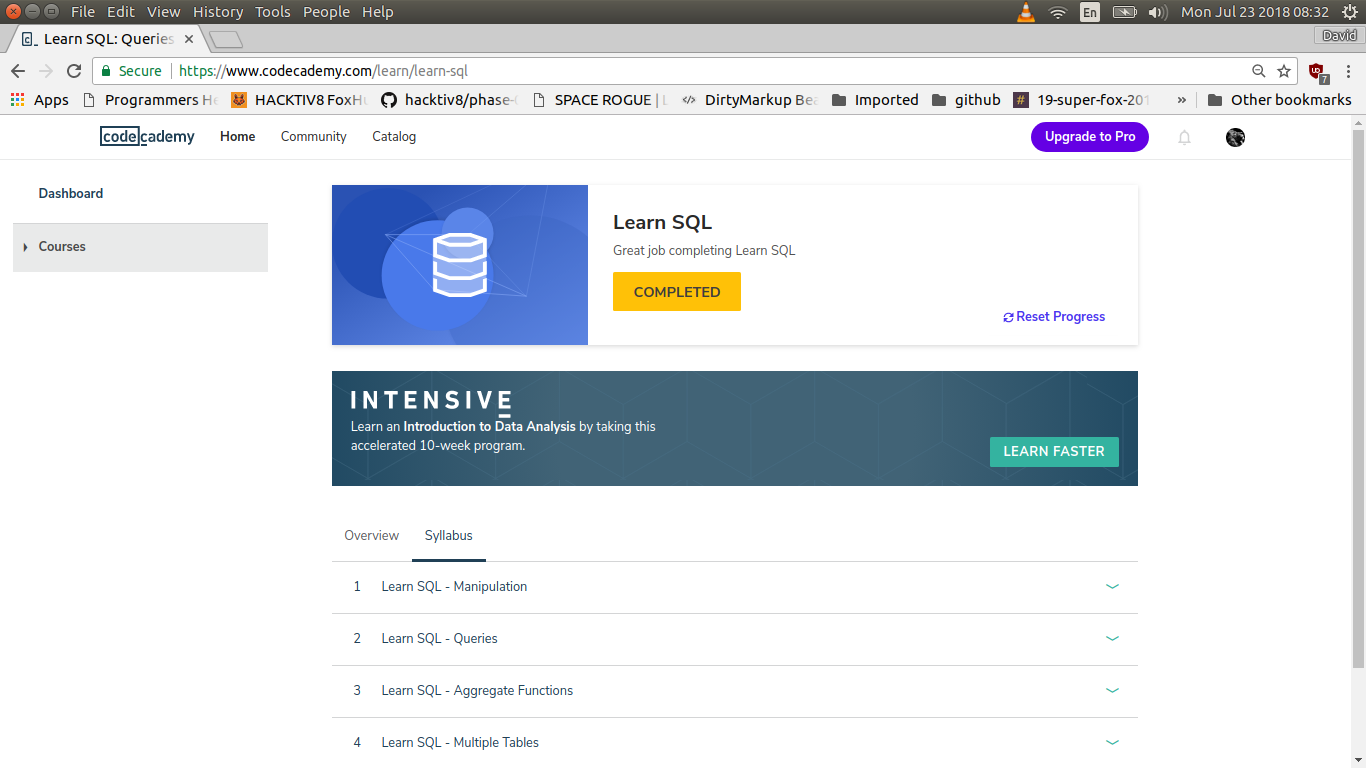 File Edit View History Tools People Help
En
Mon Jul 23 2018 08:32
Learn SQL: Queries
David
Secure
https://www.codecademy.com/learn/learn-sql
7
Apps
Programmers He
HACKTIV8 FoxHu
hacktiv8/phase-
SPACE ROGUE |
DirtyMarkup Bea
Imported
github
19-super-fox-201
»
Other bookmarks
codecademy
Home
Community
Catalog
Upgrade to Pro
Dashboard
Courses
Learn SQL
Great job completing Learn SQL
COMPLETED
Reset Progress
INTENSIVE
Learn an Introduction to Data Analysis by taking this
accelerated 10-week program.
LEARN FASTER
Overview
Syllabus
1 Learn SQL - Manipulation
2 Learn SQL - Queries
3 Learn SQL - Aggregate Functions
4 Learn SQL - Multiple Tables